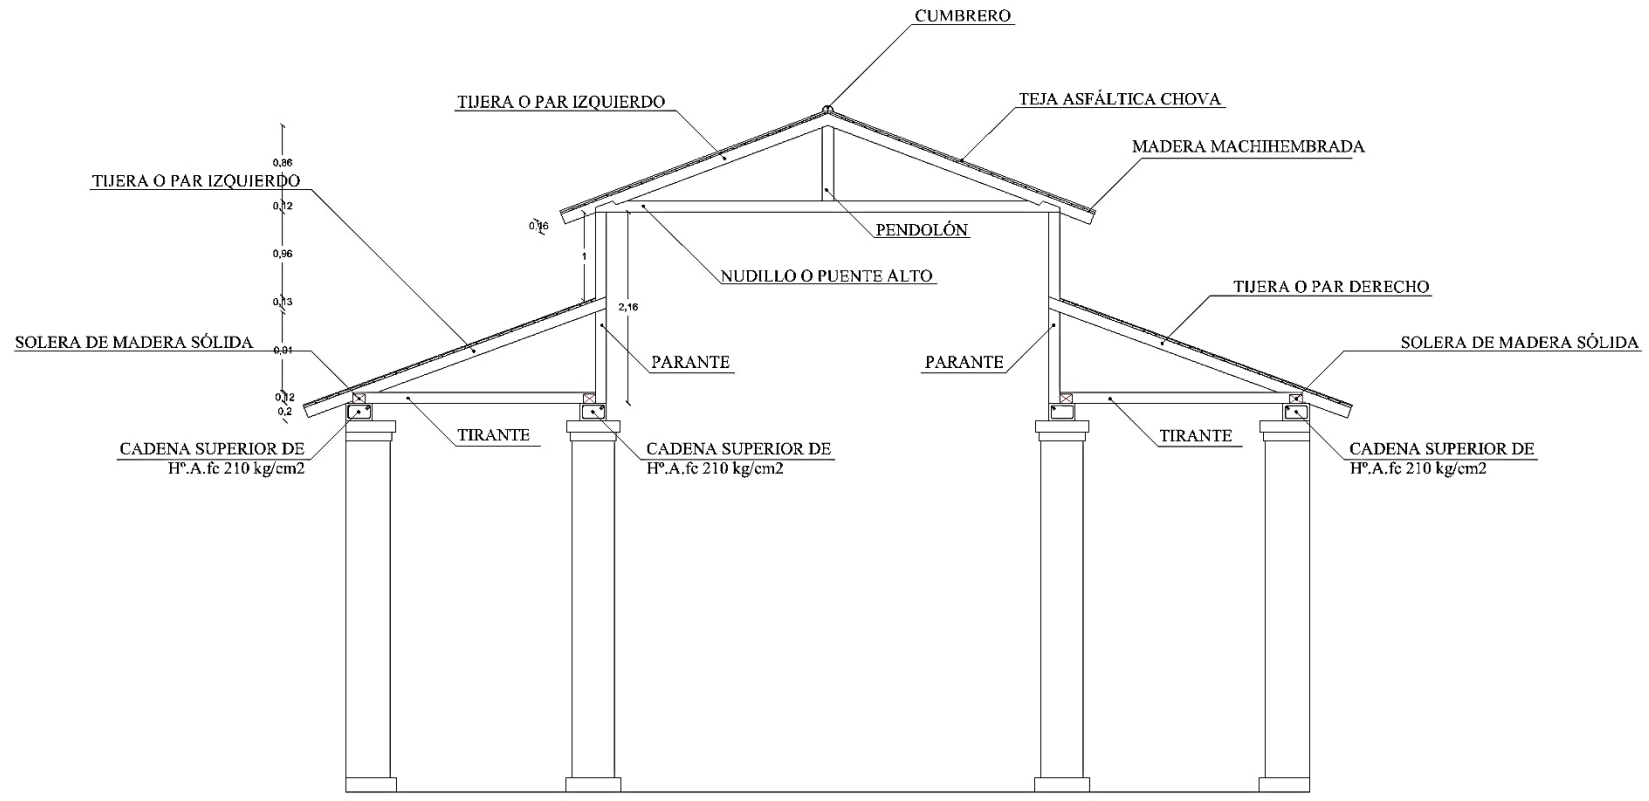 CUMBRERO
TIJERA O PAR IZQUIERDO
TEJA ASFÁLTICA CHOVA
MADERA MACHIHEMBRADA
0,86
TIJERA O PAR IZQUIERDO
0,12
0,16
PENDOLÓN
0,96
1
NUDILLO O PUENTE ALTO
TIJERA O PAR DERECHO
0,13
2,16
SOLERA DE MADERA SÓLIDA
0,91
PARANTE
PARANTE
SOLERA DE MADERA SÓLIDA
0,12
0,2
TIRANTE
TIRANTE
CADENA SUPERIOR DE
Hº.A.fc 210 kg/cm2
CADENA SUPERIOR DE
Hº.A.fc 210 kg/cm2
CADENA SUPERIOR DE
Hº.A.fc 210 kg/cm2